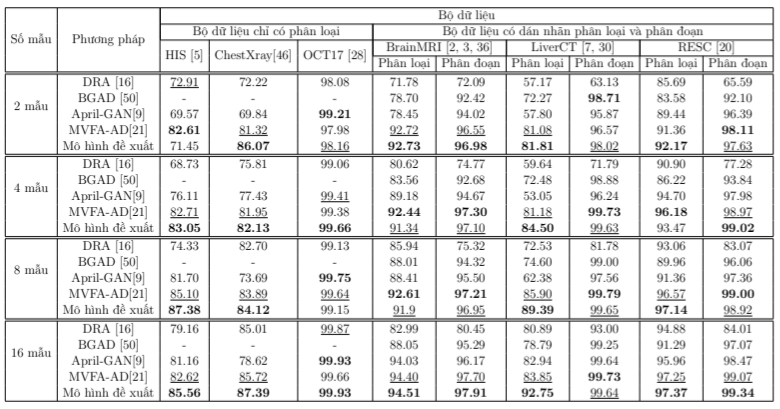 Bộ dữ liệu
Số mẫu Phương pháp Bộ dữ liệu chỉ có phân loại Bộ dữ liệu có dán nhãn phân loại và phân đoạn
HIS [5] ChestXray[46] OCT17 [28] BrainMRI [2, 3, 36] LiverCT [7, 30] RESC [20]
Phân loại Phân đoạn Phân loại Phân đoạn Phân loại Phân đoạn
2 mẫu
DRA [16] 72.91 72.22 98.08 71.78 72.09 57.17 63.13 85.69 65.59
BGAD [50] - - - 78.70 92.42 72.27 98.71 83.58 92.10
April-GAN[9] 69.57 69.84 99.21 78.45 94.02 57.80 95.87 89.44 96.39
MVFA-AD[21] 82.61 81.32 97.98 92.72 96.55 81.08 96.57 91.36 98.11
Mô hình đề xuất 71.45 86.07 98.16 92.73 96.98 81.81 98.02 92.17 97.63
4 mẫu
DRA [16] 68.73 75.81 99.06 80.62 74.77 59.64 71.79 90.90 77.28
BGAD [50] - - - 83.56 92.68 72.48 98.88 86.22 93.84
April-GAN[9] 76.11 77.43 99.41 89.18 94.67 53.05 96.24 94.70 97.98
MVFA-AD[21] 82.71 81.95 99.38 92.44 97.30 81.18 99.73 96.18 98.97
Mô hình đề xuất 83.05 82.13 99.66 91.34 97.10 84.50 99.63 93.47 99.02
8 mẫu
DRA [16] 74.33 82.70 99.13 85.94 75.32 72.53 81.78 93.06 83.07
BGAD [50] - - - 88.01 94.32 74.60 99.00 89.96 96.06
April-GAN[9] 81.70 73.69 99.75 88.41 95.50 62.38 97.56 91.36 97.36
MVFA-AD[21] 85.10 83.89 99.64 92.61 97.21 85.90 99.79 96.57 99.00
Mô hình đề xuất 87.38 84.12 99.15 91.9 96.95 89.39 99.65 97.14 98.92
16 mẫu
DRA [16] 79.16 85.01 99.87 82.99 80.45 80.89 93.00 94.88 84.01
BGAD [50] - - - 88.05 95.29 78.79 99.25 91.29 97.07
April-GAN[9] 81.16 78.62 99.93 94.03 96.17 82.94 99.64 95.96 98.47
MVFA-AD[21] 82.62 85.72 99.66 94.40 97.70 83.85 99.73 97.25 99.07
Mô hình đề xuất 85.56 87.39 99.93 94.51 97.91 92.75 99.64 97.37 99.34